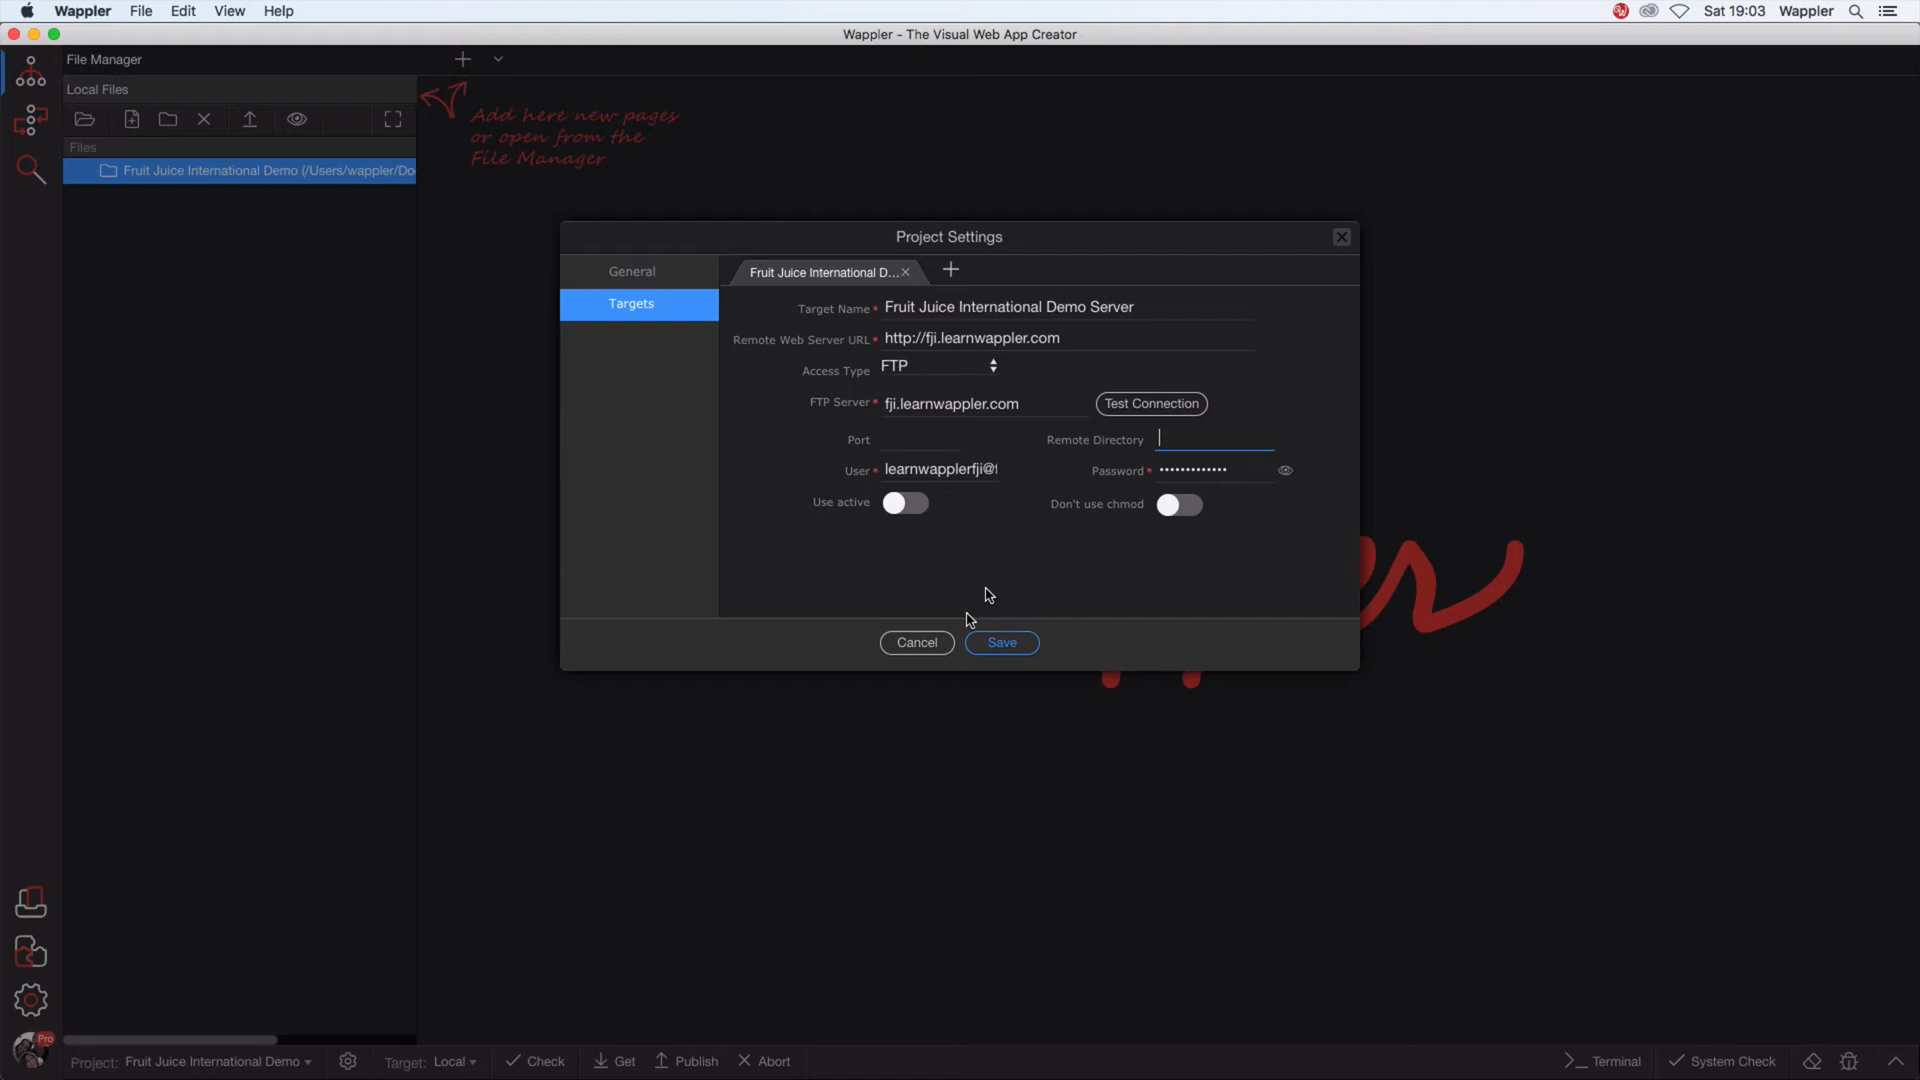 Wappler File Edit View Help
Sat 19:03 Wappler
Wappler - The Visual Web App Creator
File Manager
Local Files
Add here new pages
or open from the
File Manager
Files
Fruit Juice International Demo (/Users/wappler/Do
Project Settings
General
Targets
Fruit Juice International D...
Target Name* Fruit Juice International Demo Server
Remote Web Server URL* http://fji.learnwappler.com
Access Type FTP
FTP Server* fji.learnwappler.com Test Connection
Port Remote Directory
User* learnwapplerfji@ Password* •••••••••••••
Use active Don't use chmod
Cancel Save
Pro
Project: Fruit Juice International Demo Target: Local Check Get Publish Abort Terminal System Check